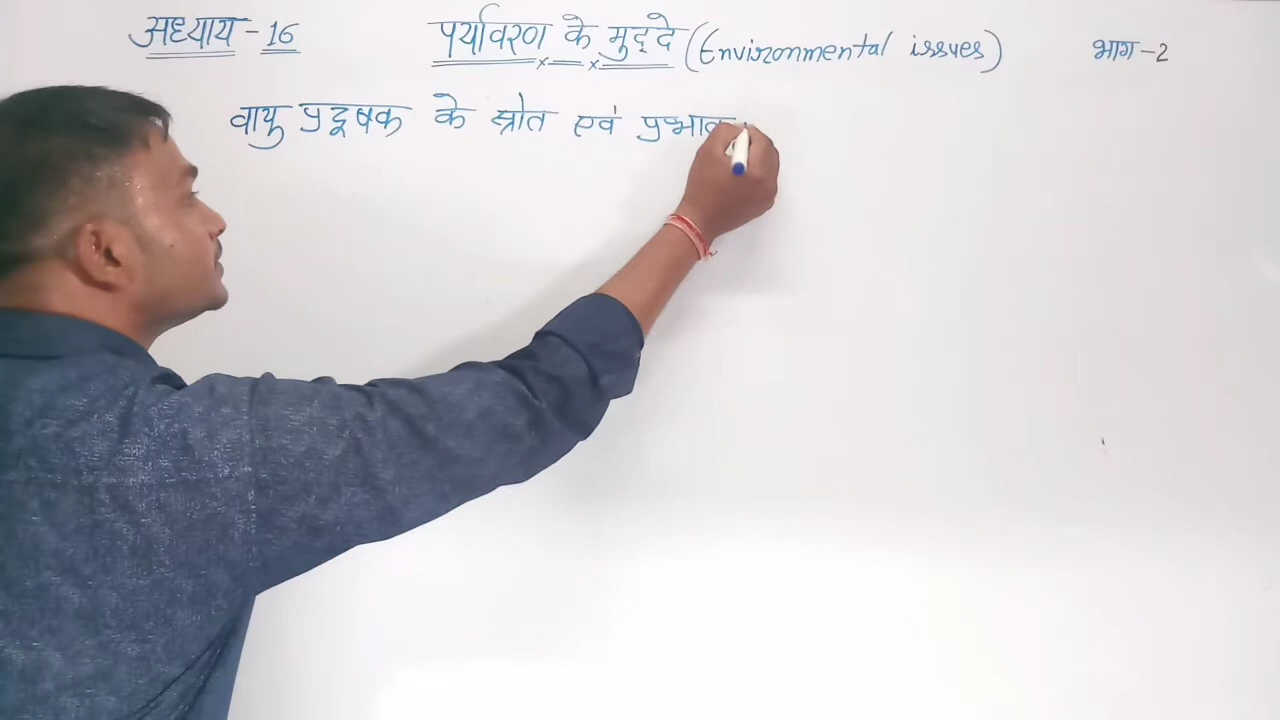 अध्याय - 16 पर्यावरण के मुद्दे (Environmental issues) भाग - 2
वायु प्रदूषक के स्रोत एवं प्रभाव